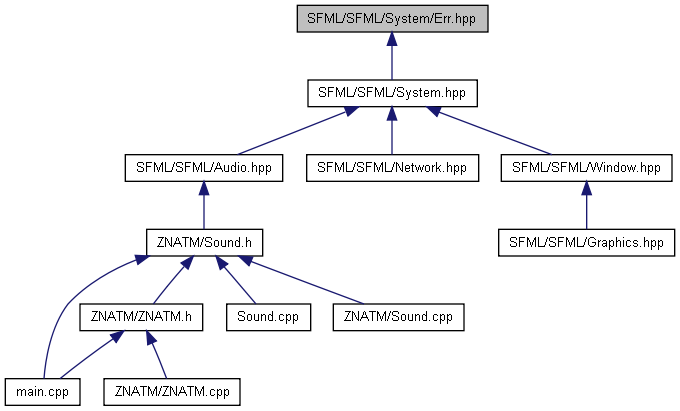 SFML/SFML/System/Err.hpp
SFML/SFML/System.hpp
SFML/SFML/Audio.hpp
SFML/SFML/Network.hpp
SFML/SFML/Window.hpp
ZNATM/Sound.h
SFML/SFML/Graphics.hpp
ZNATM/ZNATM.h
Sound.cpp
ZNATM/Sound.cpp
main.cpp
ZNATM/ZNATM.cpp